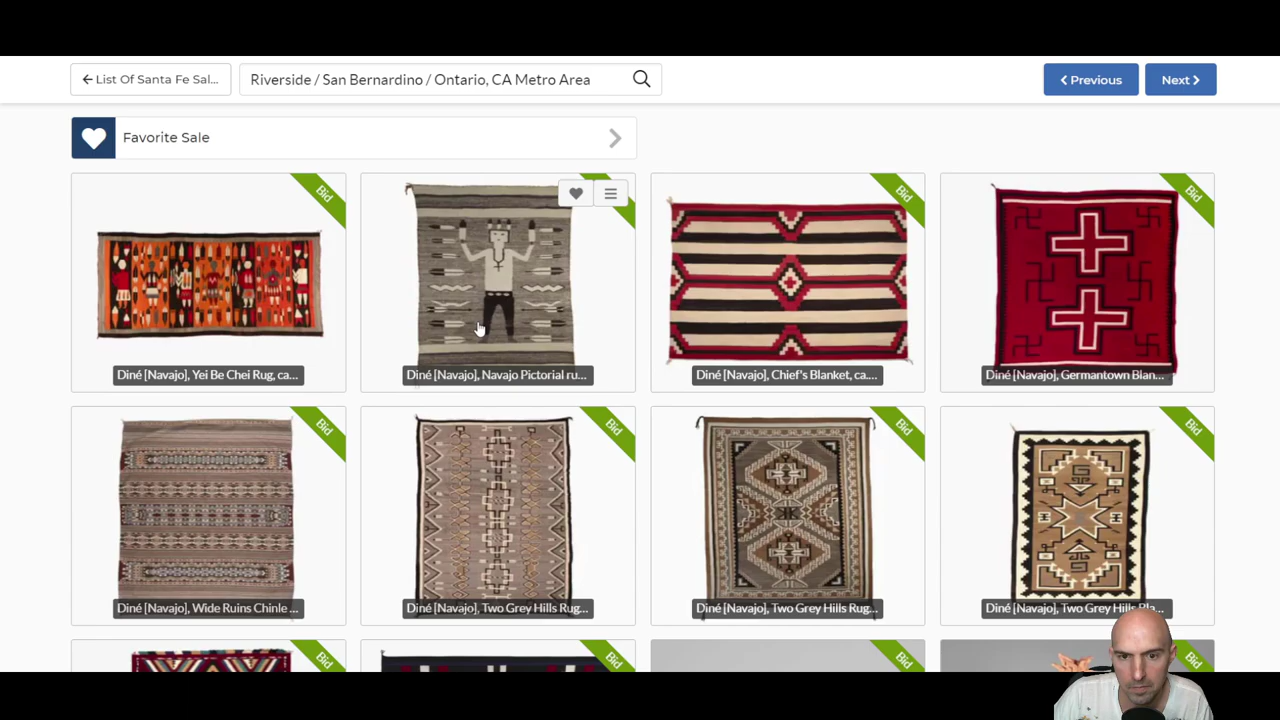 List Of Santa Fe Sal...
Riverside / San Bernardino / Ontario, CA Metro Area
Previous
Next
Favorite Sale
Bid
Bid
Bid
Diné [Navajo], Yei Be Chei Rug, ca....
Diné [Navajo], Navajo Pictorial ru...
Diné [Navajo], Chief's Blanket, ca....
Diné [Navajo], Germantown Blan...
Bid
Bid
Bid
Bid
Diné [Navajo], Wide Ruins Chinle ...
Diné [Navajo], Two Grey Hills Rug...
Diné [Navajo], Two Grey Hills Rug...
Diné [Navajo], Two Grey Hills Bla...
Bid
Bid
Bid
Bid